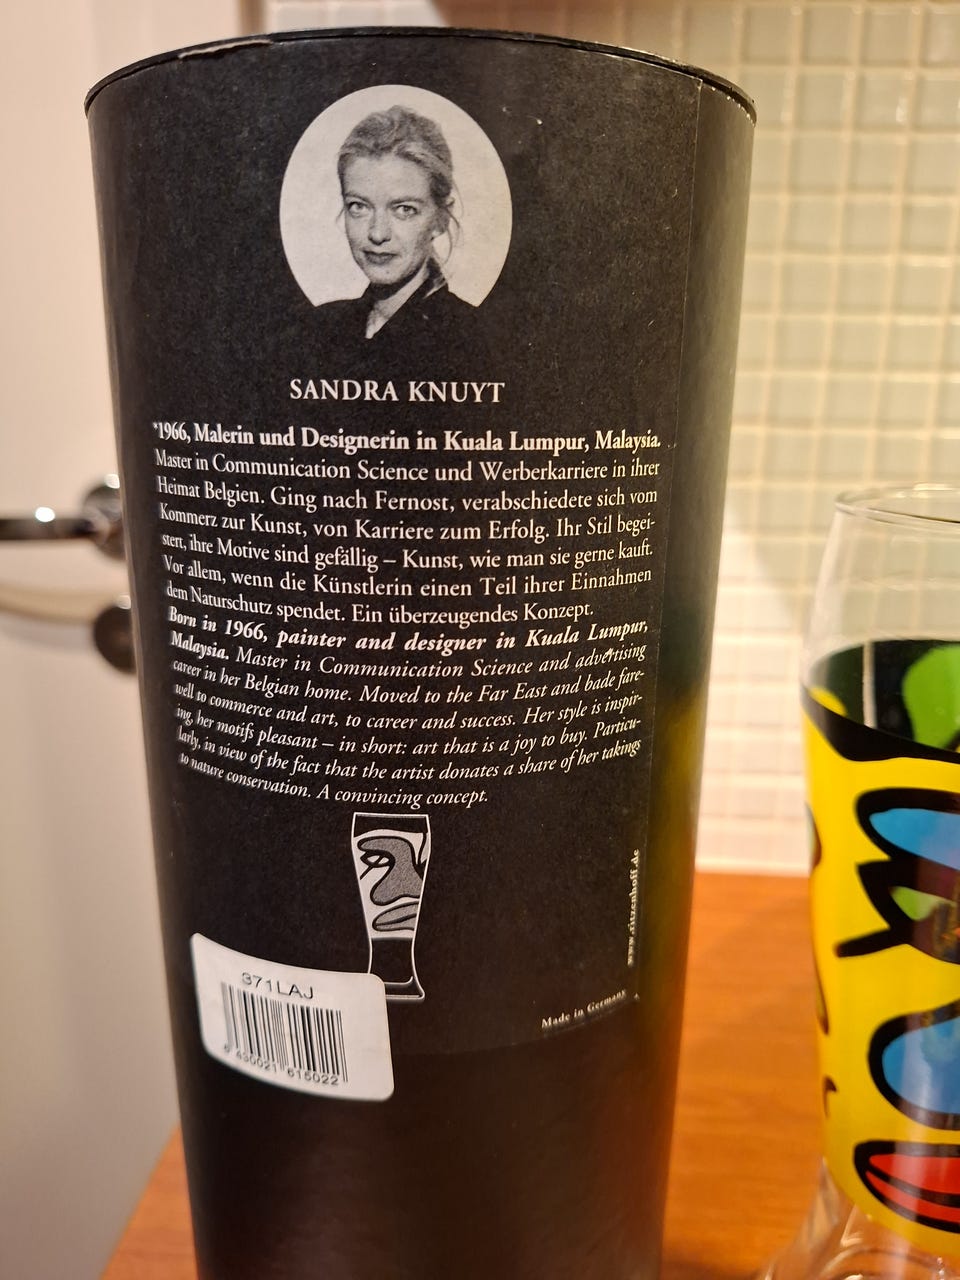 SANDRA KNUYT
*1966, Malerin und Designerin in Kuala Lumpur, Malaysia.
Master in Communication Science und Werberkarriere in ihrer
Heimat Belgien. Ging nach Fernost, verabschiedete sich vom
Kommerz zur Kunst, von Karriere zum Erfolg. Ihr Stil begei-
stert, ihre Motive sind gefällig – Kunst, wie man sie gerne kauft.
Vor allem, wenn die Künstlerin einen Teil ihrer Einnahmen
dem Naturschutz spendet. Ein überzeugendes Konzept.
Born in 1966, painter and designer in Kuala Lumpur,
Malaysia. Master in Communication Science and advertising
career in her Belgian home. Moved to the Far East and bade fare-
well to commerce and art, to career and success. Her style is inspir-
ing, her motifs pleasant – in short: art that is a joy to buy. Particu-
larly, in view of the fact that the artist donates a share of her takings
to nature conservation. A convincing concept.
www.ritzenhoff.de
Made in Germany
371LAJ
6 430021 615022